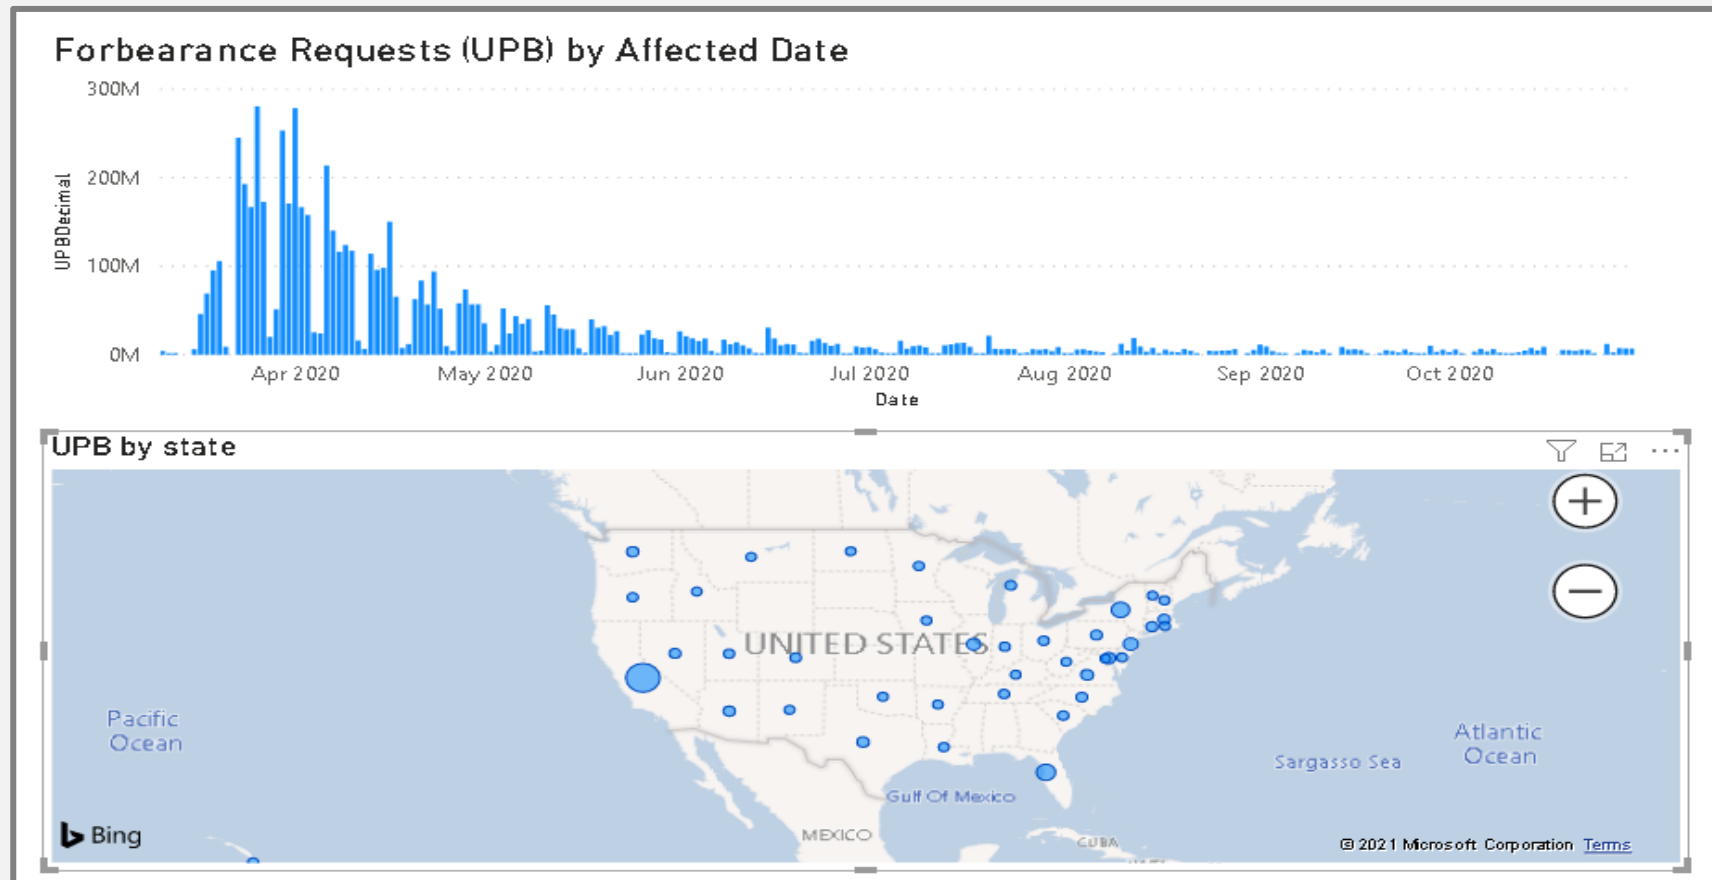 Forbearance Requests (UPB) by Affected Date
300M
200M
100M
0M
UPBDecimal
Apr 2020 May 2020 Jun 2020 Jul 2020 Aug 2020 Sep 2020 Oct 2020
Date
UPB by state
UNITED STATES
Pacific
Ocean
Atlantic
Ocean
Sargasso Sea
Gulf Of Mexico
MEXICO
CUBA
Bing
© 2021 Microsoft Corporation Terms